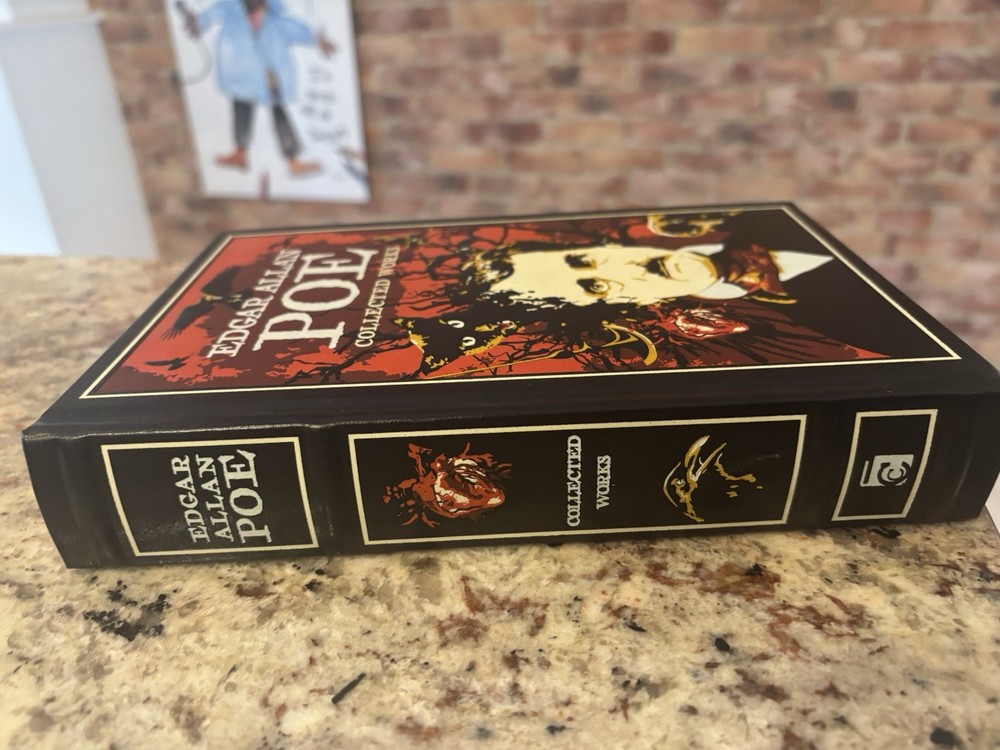 EDGAR ALLAN
POE
COLLECTED WORKS
EDGAR
ALLAN
POE
COLLECTED
WORKS
C